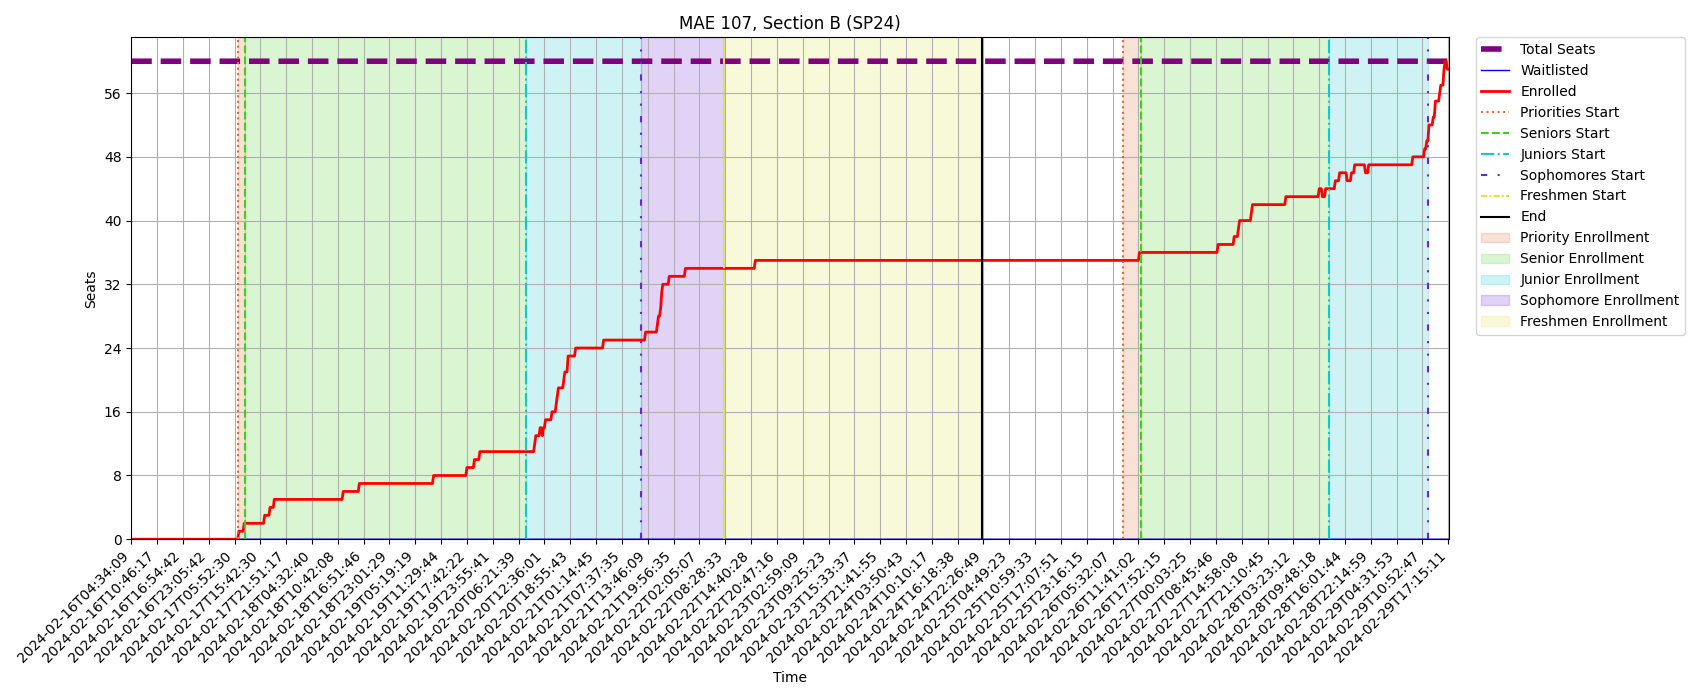 MAE 107, Section B (SP24)
Seats
56
48
40
32
24
16
8
0
2024-02-16T04:34:09
2024-02-16T10:46:17
2024-02-16T16:54:42
2024-02-16T23:05:42
2024-02-17T05:52:30
2024-02-17T15:42:30
2024-02-17T21:51:17
2024-02-18T04:32:40
2024-02-18T10:42:08
2024-02-18T16:51:46
2024-02-18T23:01:29
2024-02-19T05:19:19
2024-02-19T11:29:44
2024-02-19T17:42:22
2024-02-19T23:55:41
2024-02-20T06:21:39
2024-02-20T12:36:01
2024-02-20T18:55:43
2024-02-21T01:14:45
2024-02-21T07:37:35
2024-02-21T13:46:09
2024-02-21T19:56:35
2024-02-22T02:05:07
2024-02-22T08:28:33
2024-02-22T14:40:28
2024-02-22T20:47:16
2024-02-23T02:59:09
2024-02-23T09:25:23
2024-02-23T15:33:37
2024-02-23T21:41:55
2024-02-24T03:50:43
2024-02-24T10:10:17
2024-02-24T16:18:38
2024-02-24T22:26:49
2024-02-25T04:49:23
2024-02-25T10:59:33
2024-02-25T17:07:51
2024-02-25T23:16:15
2024-02-26T05:32:07
2024-02-26T11:41:02
2024-02-26T17:52:15
2024-02-27T00:03:25
2024-02-27T08:45:46
2024-02-27T14:58:08
2024-02-27T21:10:45
2024-02-28T03:23:12
2024-02-28T09:48:18
2024-02-28T16:01:44
2024-02-28T22:14:59
2024-02-29T04:31:53
2024-02-29T10:52:47
2024-02-29T17:15:11
Time
Total Seats
Waitlisted
Enrolled
Priorities Start
Seniors Start
Juniors Start
Sophomores Start
Freshmen Start
End
Priority Enrollment
Senior Enrollment
Junior Enrollment
Sophomore Enrollment
Freshmen Enrollment